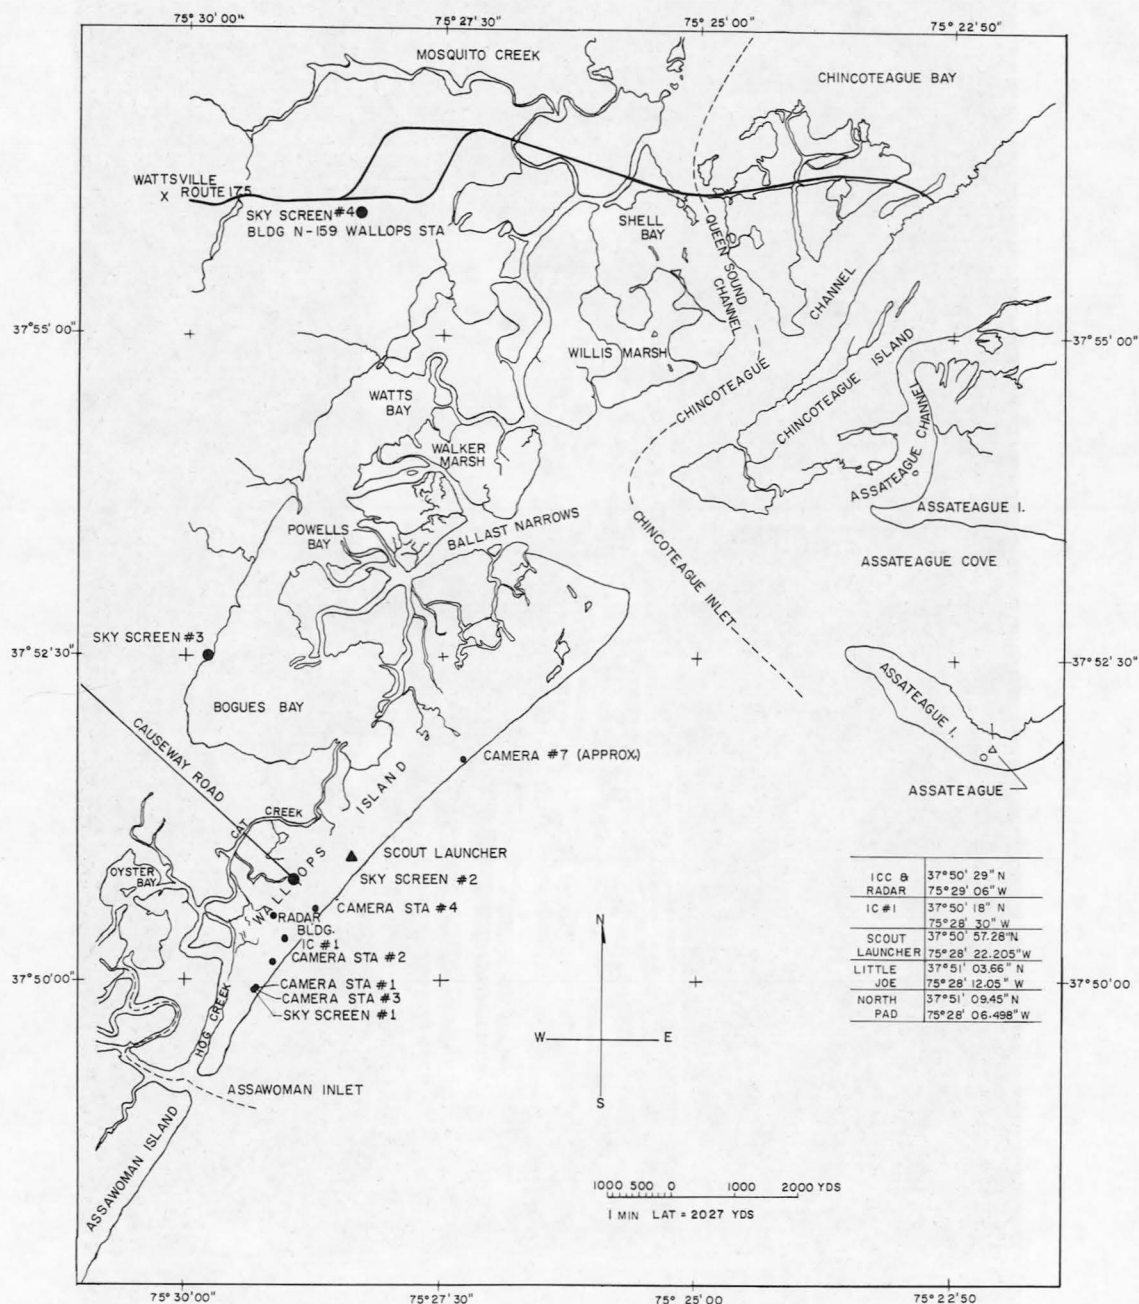 75° 30' 00"
75° 27' 30"
75° 25' 00"
75° 22' 50"
MOSQUITO CREEK
CHINCOTEAGUE BAY
WATTSVILLE
ROUTE 175
X
SKY SCREEN #4
BLDG N-159 WALLOPS STA
SHELL
BAY
QUEEN SOUND
CHANNEL
CHANNEL
37° 55' 00"
37° 55' 00"
WILLIS MARSH
CHINCOTEAGUE
CHINCOTEAGUE ISLAND
WATTS
BAY
WALKER
MARSH
ASSATEAGUE CHANNEL
POWELLS
BAY
BALLAST NARROWS
CHINCOTEAGUE INLET
ASSATEAGUE I.
ASSATEAGUE COVE
SKY SCREEN #3
37° 52' 30"
37° 52' 30"
BOGUES BAY
ASSATEAGUE I.
CAUSEWAY ROAD
CAMERA #7 (APPROX.)
ASSATEAGUE
CAT CREEK
WALLOPS ISLAND
SCOUT LAUNCHER
SKY SCREEN #2
OYSTER
BAY
CAMERA STA #4
RADAR
BLDG.
IC #1
CAMERA STA #2
37° 50' 00"
37° 50' 00"
CAMERA STA #1
CAMERA STA #3
SKY SCREEN #1
HOG CREEK
ICC & RADAR 37° 50' 29" N 75° 29' 06" W
IC #1 37° 50' 18" N 75° 28' 30" W
SCOUT LAUNCHER 37° 50' 57.28" N 75° 28' 22.205" W
LITTLE JOE 37° 51' 03.66" N 75° 28' 12.05" W
NORTH PAD 37° 51' 09.45" N 75° 28' 06.498" W
N
W
E
S
ASSAWOMAN INLET
ASSAWOMAN ISLAND
1000 500 0 1000 2000 YDS
1 MIN LAT = 2027 YDS
75° 30' 00"
75° 27' 30"
75° 25' 00"
75° 22' 50"